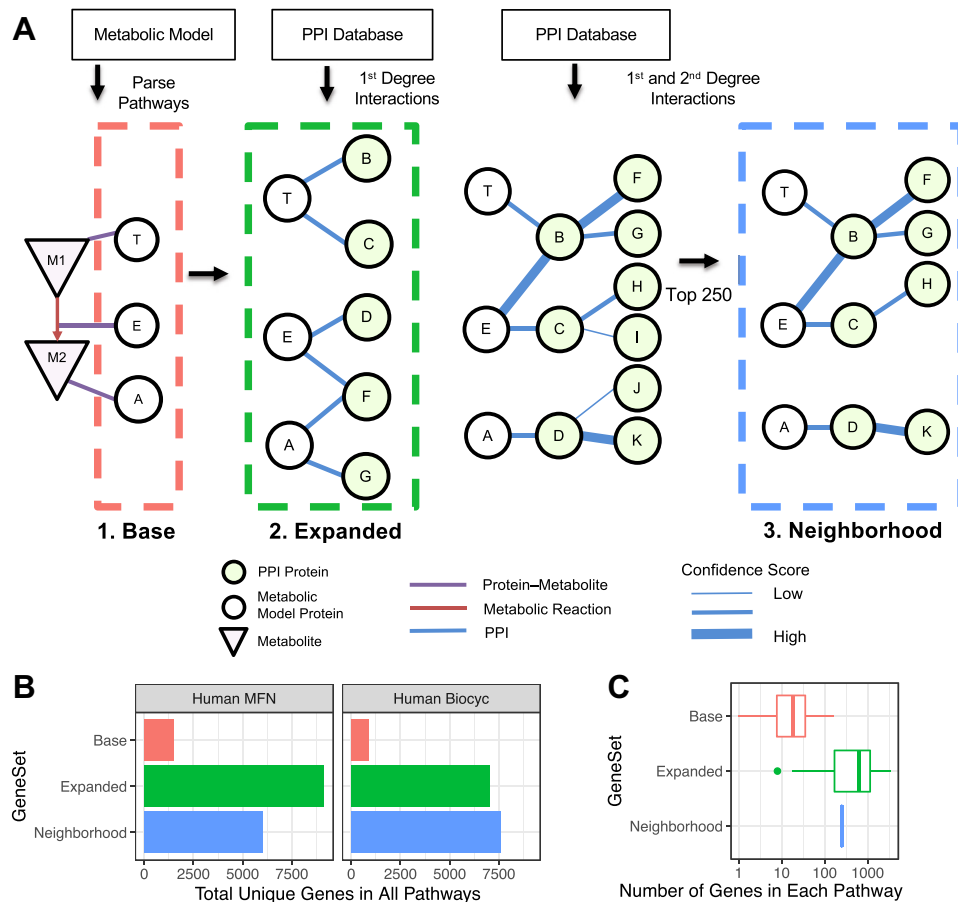 A
Metabolic Model
PPI Database
PPI Database
Parse
Pathways
1st Degree
Interactions
1st and 2nd Degree
Interactions
M1
M2
T
E
A
T
B
C
E
D
F
A
G
T
B
F
G
E
C
H
I
A
D
J
K
Top 250
T
B
F
G
E
C
H
A
D
K
1. Base
2. Expanded
3. Neighborhood
PPI Protein
Metabolic
Model Protein
Metabolite
Protein–Metabolite
Metabolic Reaction
PPI
Confidence Score
Low
High
B
Human MFN
Human Biocyc
GeneSet
Base
Expanded
Neighborhood
0
2500
5000
7500
0
2500
5000
7500
Total Unique Genes in All Pathways
C
GeneSet
Base
Expanded
Neighborhood
1
10
100
1000
Number of Genes in Each Pathway